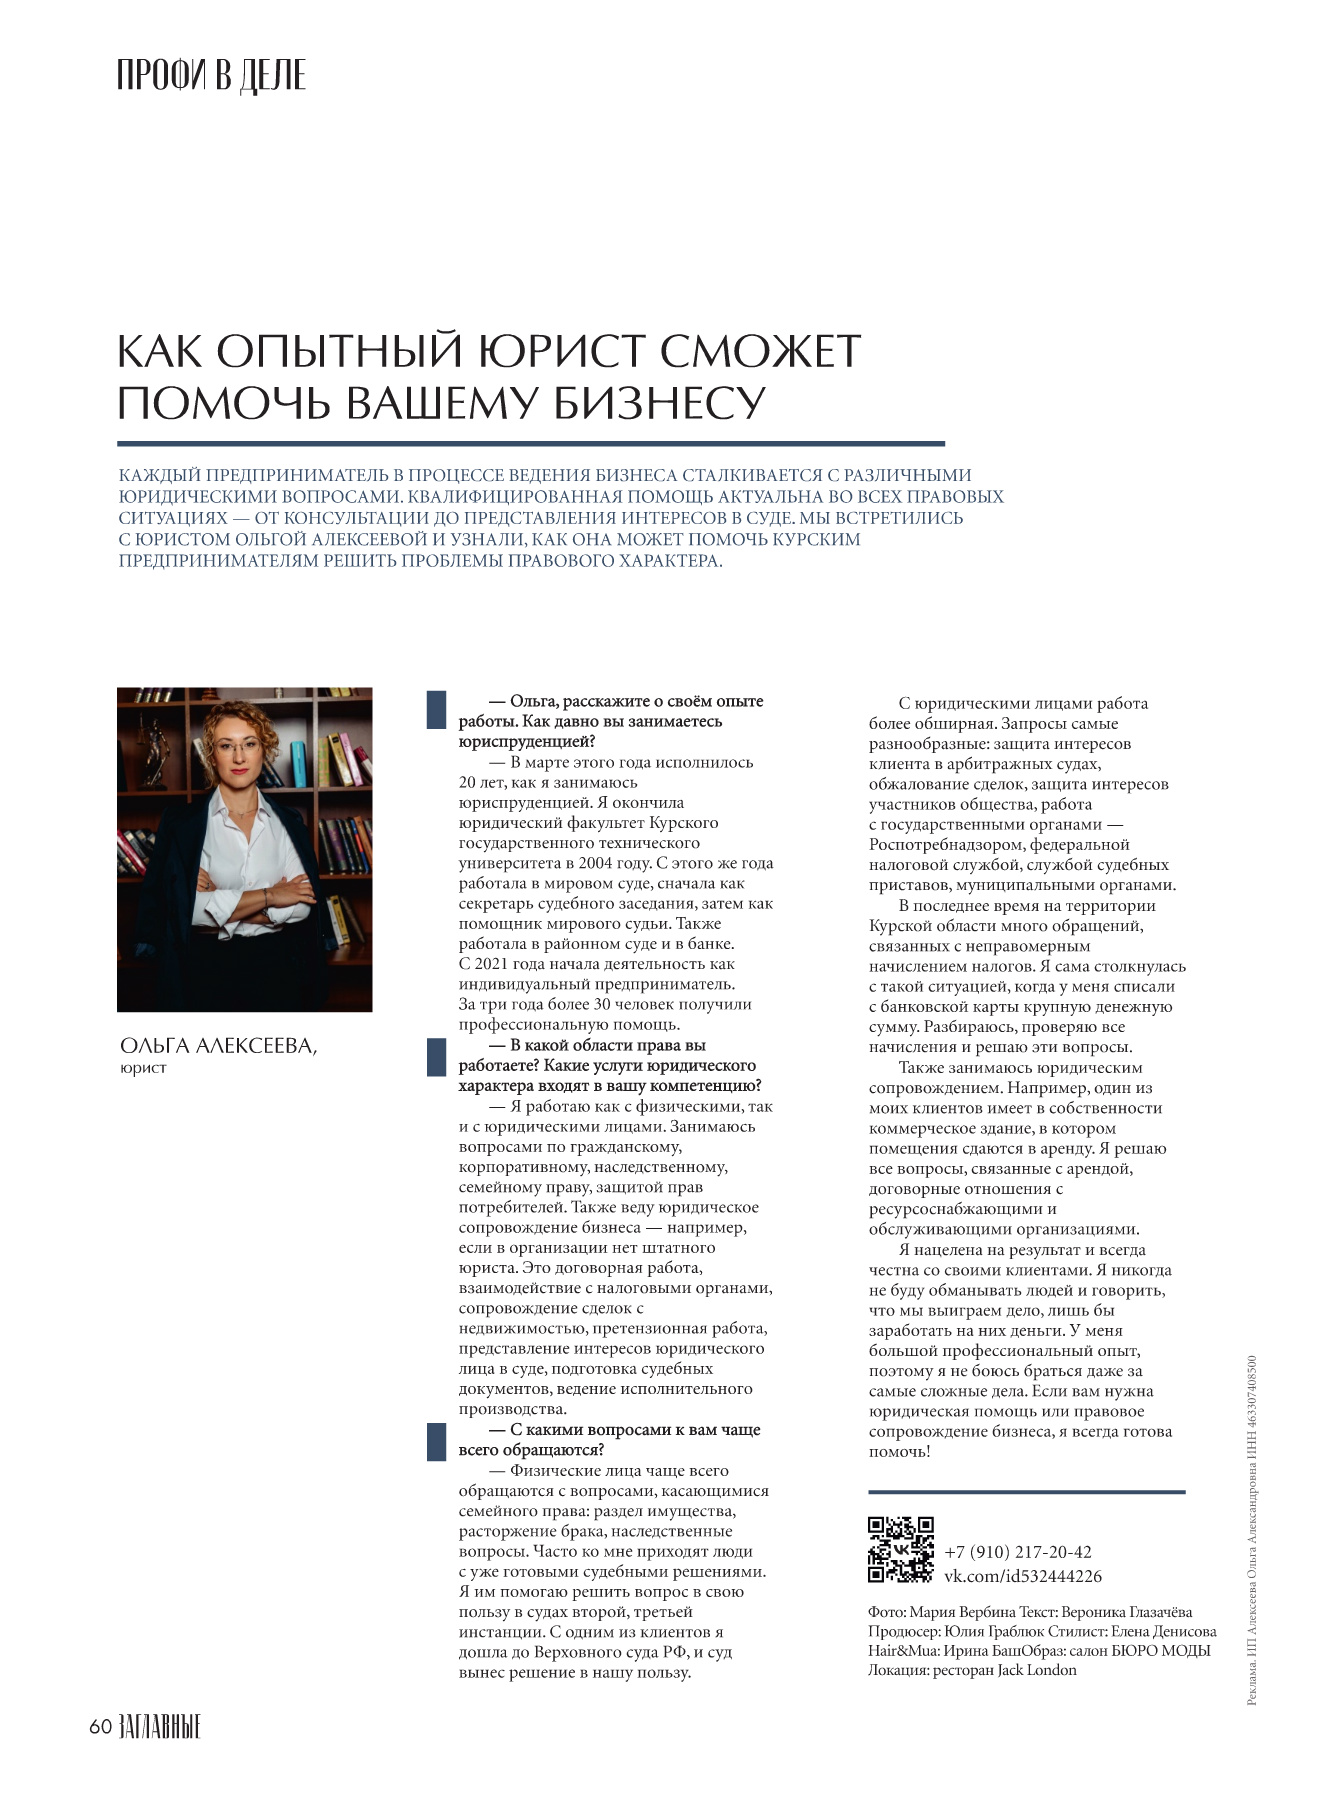 ПРОФИ В ДЕЛЕ
КАК ОПЫТНЫЙ ЮРИСТ СМОЖЕТ
ПОМОЧЬ ВАШЕМУ БИЗНЕСУ
КАЖДЫЙ ПРЕДПРИНИМАТЕЛЬ В ПРОЦЕССЕ ВЕДЕНИЯ БИЗНЕСА СТАЛКИВАЕТСЯ С РАЗЛИЧНЫМИ
ЮРИДИЧЕСКИМИ ВОПРОСАМИ. КВАЛИФИЦИРОВАННАЯ ПОМОЩЬ АКТУАЛЬНА ВО ВСЕХ ПРАВОВЫХ
СИТУАЦИЯХ — ОТ КОНСУЛЬТАЦИИ ДО ПРЕДСТАВЛЕНИЯ ИНТЕРЕСОВ В СУДЕ. МЫ ВСТРЕТИЛИСЬ
С ЮРИСТОМ ОЛЬГОЙ АЛЕКСЕЕВОЙ И УЗНАЛИ, КАК ОНА МОЖЕТ ПОМОЧЬ КУРСКИМ
ПРЕДПРИНИМАТЕЛЯМ РЕШИТЬ ПРОБЛЕМЫ ПРАВОВОГО ХАРАКТЕРА.
ОЛЬГА АЛЕКСЕЕВА,
юрист
— Ольга, расскажите о своём опыте
работы. Как давно вы занимаетесь
юриспруденцией?
— В марте этого года исполнилось
20 лет, как я занимаюсь
юриспруденцией. Я окончила
юридический факультет Курского
государственного технического
университета в 2004 году. С этого же года
работала в мировом суде, сначала как
секретарь судебного заседания, затем как
помощник мирового судьи. Также
работала в районном суде и в банке.
С 2021 года начала деятельность как
индивидуальный предприниматель.
За три года более 30 человек получили
профессиональную помощь.
— В какой области права вы
работаете? Какие услуги юридического
характера входят в вашу компетенцию?
— Я работаю как с физическими, так
и с юридическими лицами. Занимаюсь
вопросами по гражданскому,
корпоративному, наследственному,
семейному праву, защитой прав
потребителей. Также веду юридическое
сопровождение бизнеса — например,
если в организации нет штатного
юриста. Это договорная работа,
взаимодействие с налоговыми органами,
сопровождение сделок с
недвижимостью, претензионная работа,
представление интересов юридического
лица в суде, подготовка судебных
документов, ведение исполнительного
производства.
— С какими вопросами к вам чаще
всего обращаются?
— Физические лица чаще всего
обращаются с вопросами, касающимися
семейного права: раздел имущества,
расторжение брака, наследственные
вопросы. Часто ко мне приходят люди
с уже готовыми судебными решениями.
Я им помогаю решить вопрос в свою
пользу в судах второй, третьей
инстанции. С одним из клиентов я
дошла до Верховного суда РФ, и суд
вынес решение в нашу пользу.
С юридическими лицами работа
более обширная. Запросы самые
разнообразные: защита интересов
клиента в арбитражных судах,
обжалование сделок, защита интересов
участников общества, работа
с государственными органами —
Роспотребнадзором, федеральной
налоговой службой, службой судебных
приставов, муниципальными органами.
В последнее время на территории
Курской области много обращений,
связанных с неправомерным
начислением налогов. Я сама столкнулась
с такой ситуацией, когда у меня списали
с банковской карты крупную денежную
сумму. Разбираюсь, проверяю все
начисления и решаю эти вопросы.
Также занимаюсь юридическим
сопровождением. Например, один из
моих клиентов имеет в собственности
коммерческое здание, в котором
помещения сдаются в аренду. Я решаю
все вопросы, связанные с арендой,
договорные отношения с
ресурсоснабжающими и
обслуживающими организациями.
Я нацелена на результат и всегда
честна со своими клиентами. Я никогда
не буду обманывать людей и говорить,
что мы выиграем дело, лишь бы
заработать на них деньги. У меня
большой профессиональный опыт,
поэтому я не боюсь браться даже за
самые сложные дела. Если вам нужна
юридическая помощь или правовое
сопровождение бизнеса, я всегда готова
помочь!
+7 (910) 217-20-42
vk.com/id532444226
Фото: Мария Вербина Текст: Вероника Глазачёва
Продюсер: Юлия Граблюк Стилист: Елена Денисова
Hair&Mua: Ирина БашОбраз: салон БЮРО МОДЫ
Локация: ресторан Jack London
Реклама. ИП Алексеева Ольга Александровна ИНН 463307408500
60 ЗАГЛАВНЫЕ